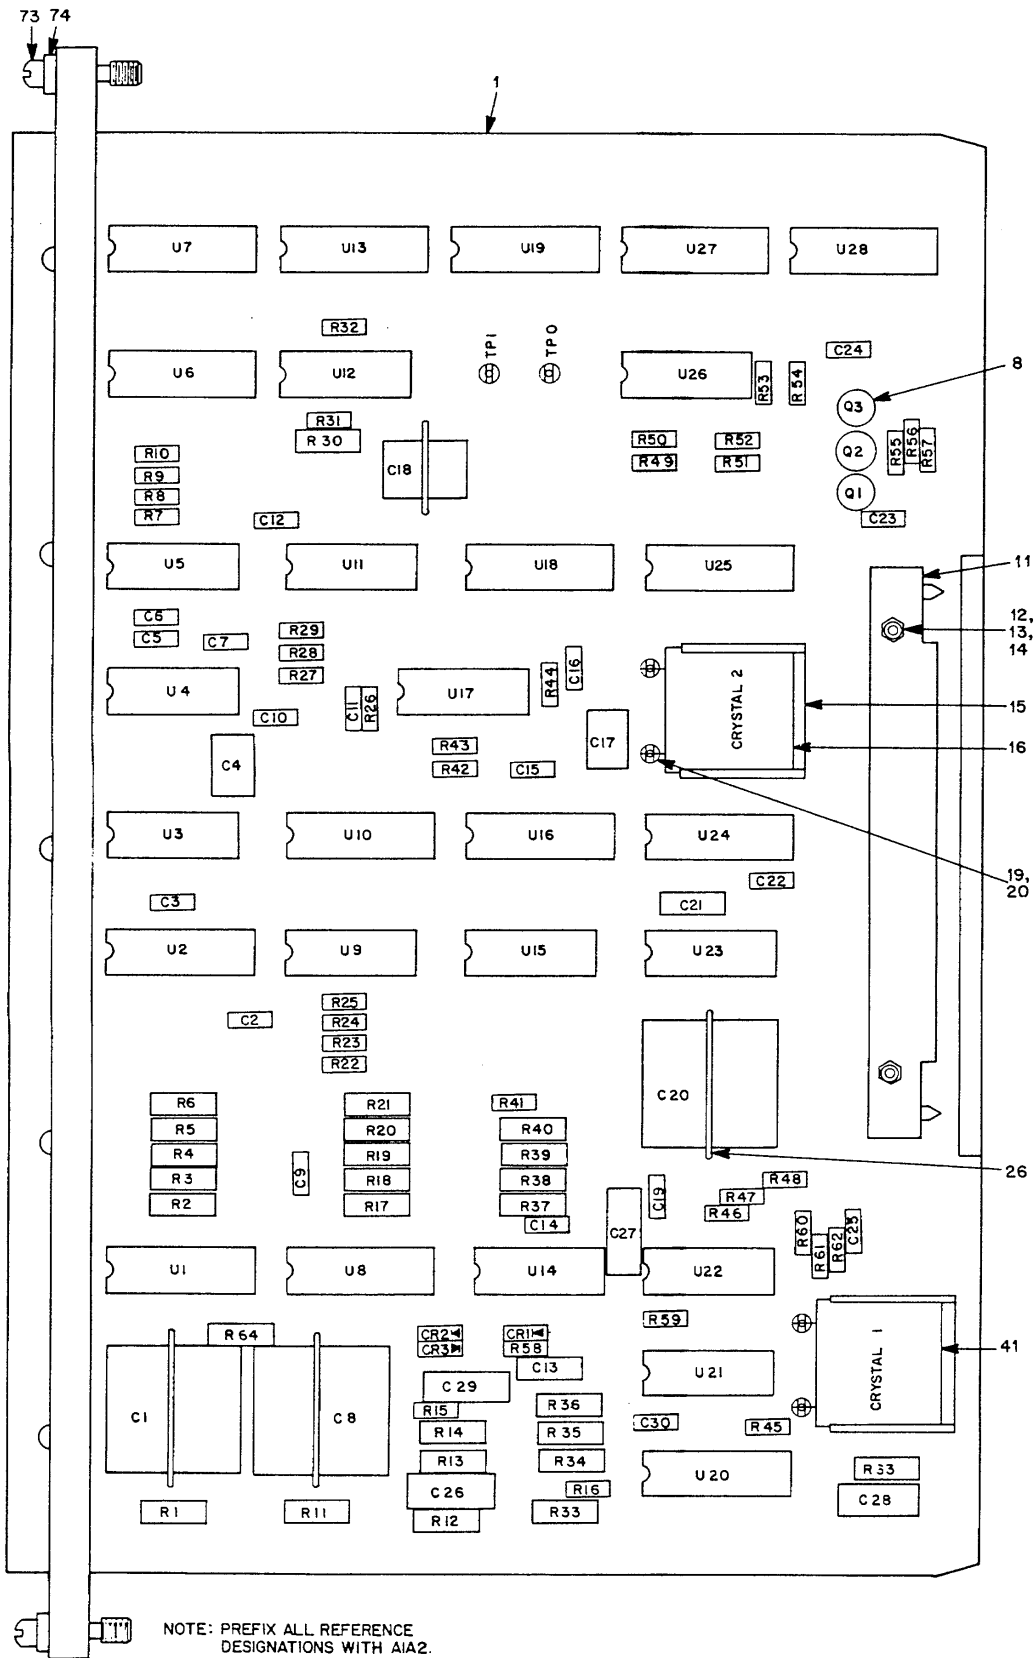 73 74
1
U7 U13 U19 U27 U28
R32
TP1 TP0
C24
U6 U12 U26 R53 R54
8
Q3
R31
R30
R50 R52
R55 R56 R57
R10
C18
Q2
R9
R49 R51
R8
Q1
R7
C12
C23
U5 U11 U18 U25
11
C6
12,
13,
14
C5 C7
R29
R28
R27
R44 C16
U4
C11 R26
U17
CRYSTAL 2
15
C10
C17
16
R43
R42 C15
C4
U3 U10 U16 U24
19,
20
C22
C3
C21
U2 U9 U15 U23
R25
C2
R24
R23
R22
C20
R6 R21 R41
R5 R20 R40
R4 R19 R39
R3 C9 R18 R38
26
R48
C19
R47
R2 R17 R37
R46
C14
C27
R60 R61 R62 C25
U1 U8 U14 U22
R59
R64
CR2 CR1
CR3 R58
C13
CRYSTAL 1
41
U21
C29
C1 C8
R15 R36
R14 R35
C30 R45
R13 R34
U20
R63
C26
R16
C28
R1 R11 R12 R33
NOTE: PREFIX ALL REFERENCE
DESIGNATIONS WITH A1A2.